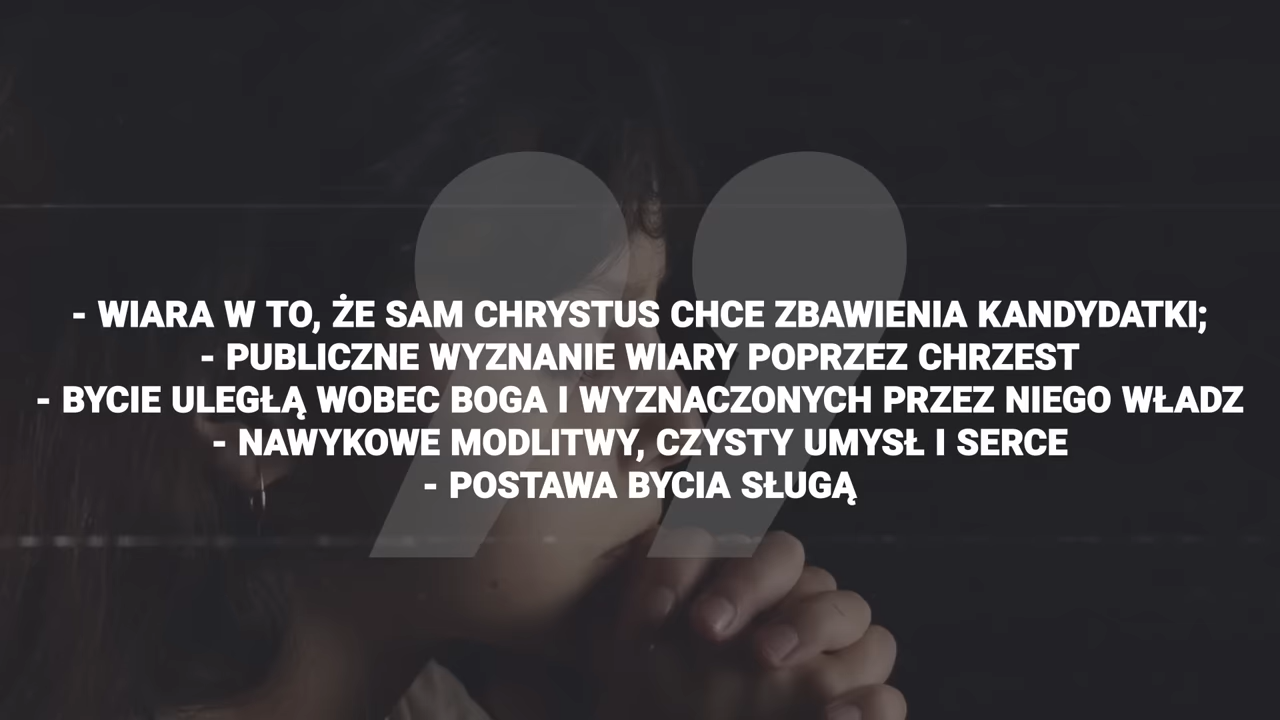 - WIARA W TO, ŻE SAM CHRYSTUS CHCE ZBAWIENIA KANDYDATKI;
- PUBLICZNE WYZNANIE WIARY POPRZEZ CHRZEST
- BYCIE ULEGŁĄ WOBEC BOGA I WYZNACZONYCH PRZEZ NIEGO WŁADZ
- NAWYKOWE MODLITWY, CZYSTY UMYSŁ I SERCE
- POSTAWA BYCIA SŁUGĄ